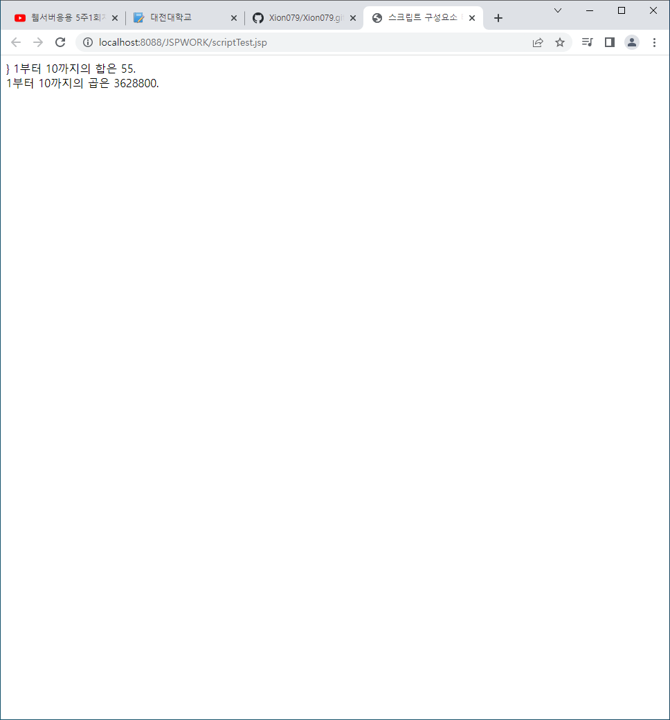 웹서버응용 5주1회차
대전대학교
Xion079/Xion079.gi
스크립트 구성요소
localhost:8088/JSPWORK/scriptTest.jsp
} 1부터 10까지의 합은 55.
1부터 10까지의 곱은 3628800.